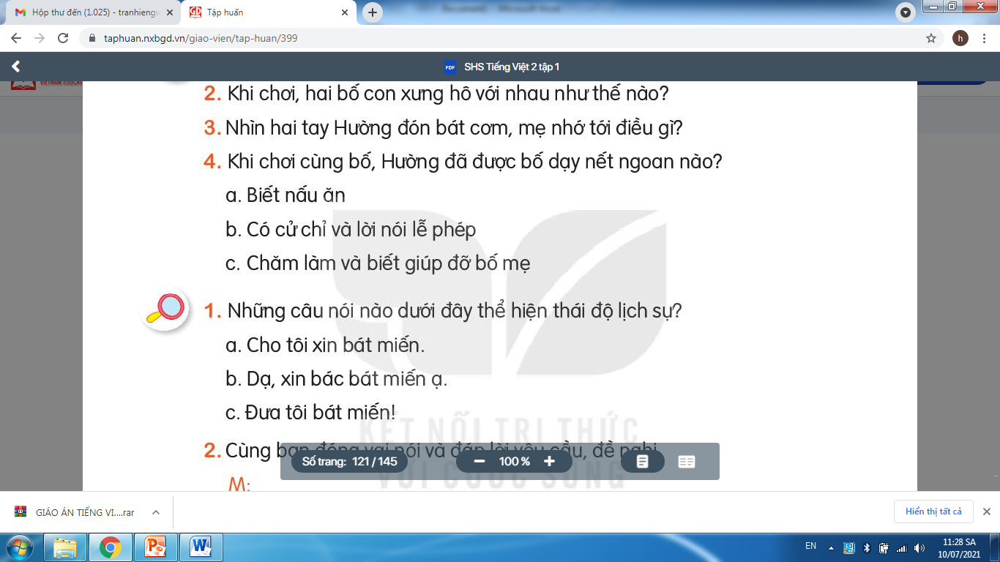 Hộp thư đến (1.025) - tranhieng
Tập huấn
taphuan.nxbgd.vn/giao-vien/tap-huan/399
h
PDF SHS Tiếng Việt 2 tập 1
2. Khi chơi, hai bố con xưng hô với nhau như thế nào?
3. Nhìn hai tay Hường đón bát cơm, mẹ nhớ tới điều gì?
4. Khi chơi cùng bố, Hường đã được bố dạy nết ngoan nào?
a. Biết nấu ăn
b. Có cử chỉ và lời nói lễ phép
c. Chăm làm và biết giúp đỡ bố mẹ
1. Những câu nói nào dưới đây thể hiện thái độ lịch sự?
a. Cho tôi xin bát miến.
b. Dạ, xin bác bát miến ạ.
c. Đưa tôi bát miến!
KẾT NỐI TRI THỨC
2. Cùng bạn đóng vai nói và đáp lời yêu cầu, đề nghị.
Số trang: 121 / 145 100 %
VỚI CUỘC SỐNG
M:
GIÁO ÁN TIẾNG VI....rar
Hiển thị tất cả
EN
11:28 SA
10/07/2021